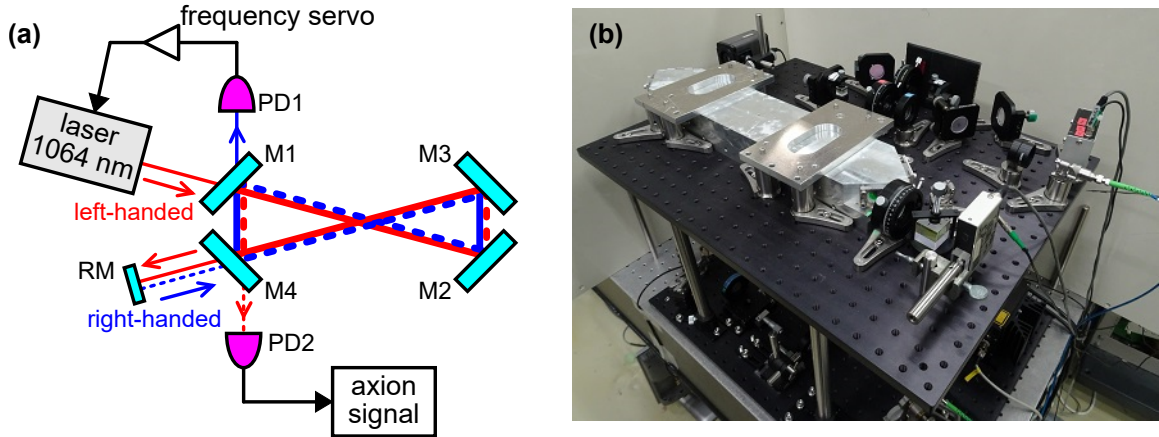 (a)
frequency servo
PD1
laser
1064 nm
M1
M3
left-handed
RM
M4
M2
right-handed
PD2
axion
signal
(b)